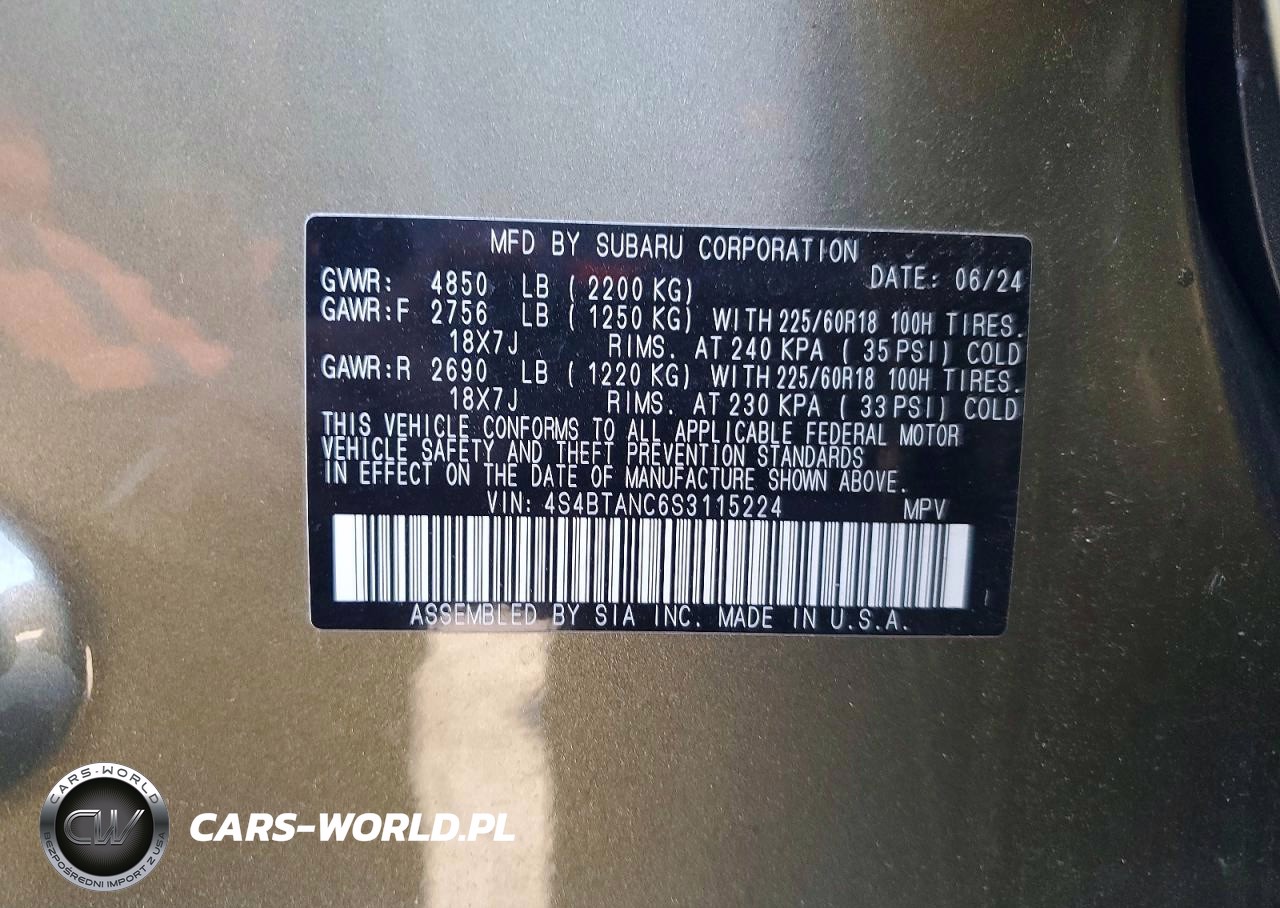 MFD BY SUBARU CORPORATION
DATE: 06/24
GVWR: 4850 LB ( 2200 KG)
GAWR:F 2756 LB ( 1250 KG) WITH 225/60R18 100H TIRES.
18X7J RIMS. AT 240 KPA ( 35 PSI) COLD
GAWR:R 2690 LB ( 1220 KG) WITH 225/60R18 100H TIRES.
18X7J RIMS. AT 230 KPA ( 33 PSI) COLD
THIS VEHICLE CONFORMS TO ALL APPLICABLE FEDERAL MOTOR
VEHICLE SAFETY AND THEFT PREVENTION STANDARDS
IN EFFECT ON THE DATE OF MANUFACTURE SHOWN ABOVE.
VIN: 4S4BTANC6S3115224 MPV
ASSEMBLED BY SIA INC. MADE IN U.S.A.
CARS-WORLD
CW
BEZPOŚREDNI IMPORT Z USA
CARS-WORLD.PL